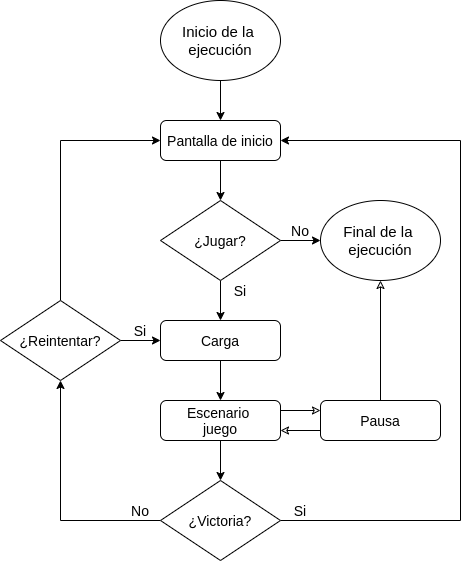 Inicio de la
ejecución
Pantalla de inicio
¿Jugar?
No
Final de la
ejecución
Si
¿Reintentar?
Si
Carga
Escenario
juego
Pausa
No
¿Victoria?
Si